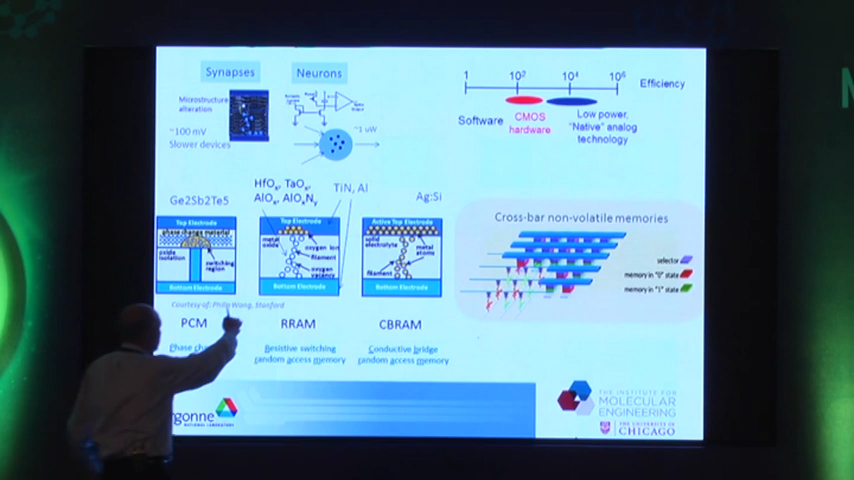 Synapses
Neurons
Microstructure
alteration
~100 mV
Slower devices
~1 uW
1
10²
10⁴
10⁶
Efficiency
Software
CMOS
hardware
Low power,
"Native" analog
technology
Ge2Sb2Te5
HfOₓ, TaOₓ,
AlOₓ, AlOₓNᵧ
TiN, Al
Ag:Si
Top Electrode
phase change material
oxide
isolation
switching
region
Bottom Electrode
Top Electrode
metal
oxide
oxygen ion
filament
oxygen
vacancy
Bottom Electrode
Active Top Electrode
solid
electrolyte
metal
atoms
filament
Bottom Electrode
Courtesy of: Philip Wong, Stanford
PCM
Phase cha
RRAM
Resistive switching
random access memory
CBRAM
Conductive bridge
random access memory
Cross-bar non-volatile memories
selector
memory in "0" state
memory in "1" state
rgonne
NATIONAL LABORATORY
THE INSTITUTE FOR
MOLECULAR
ENGINEERING
THE UNIVERSITY OF
CHICAGO
M